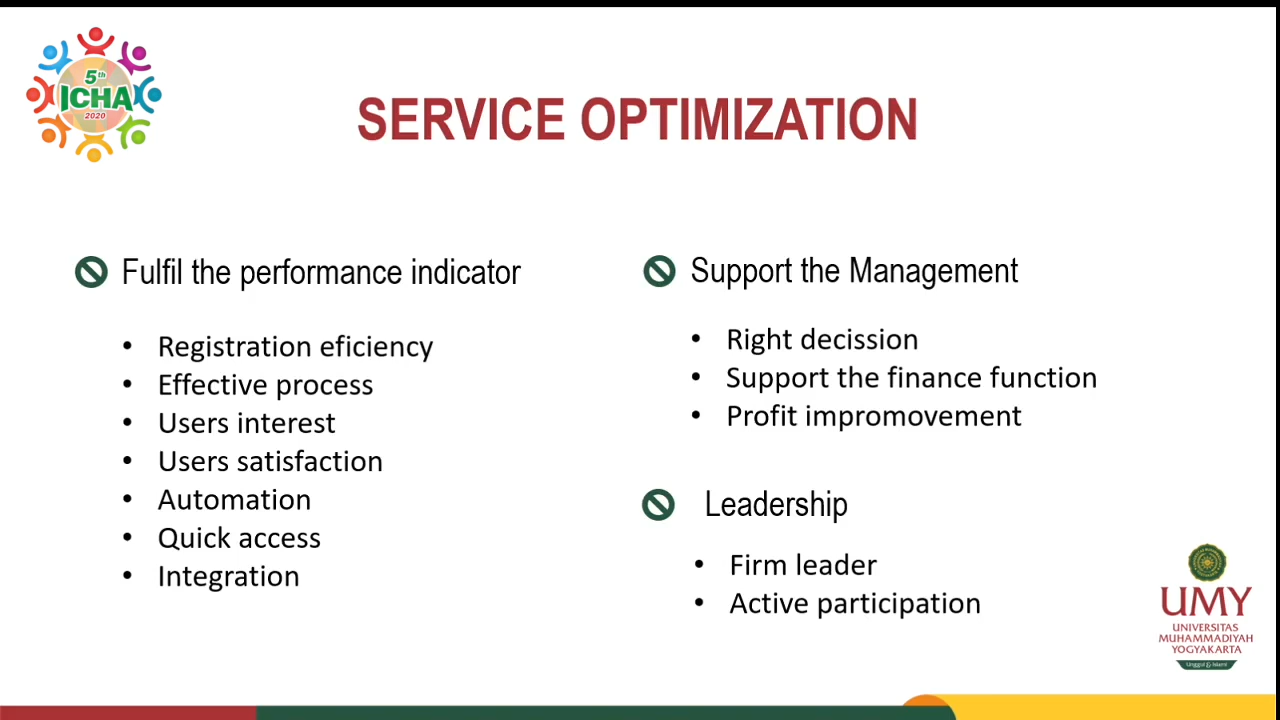 5th
ICHA
2020
SERVICE OPTIMIZATION
Fulfil the performance indicator
• Registration eficiency
• Effective process
• Users interest
• Users satisfaction
• Automation
• Quick access
• Integration
Support the Management
• Right decission
• Support the finance function
• Profit impromovement
Leadership
• Firm leader
• Active participation
UMY
UNIVERSITAS
MUHAMMADIYAH
YOGYAKARTA
Unggul & Islami